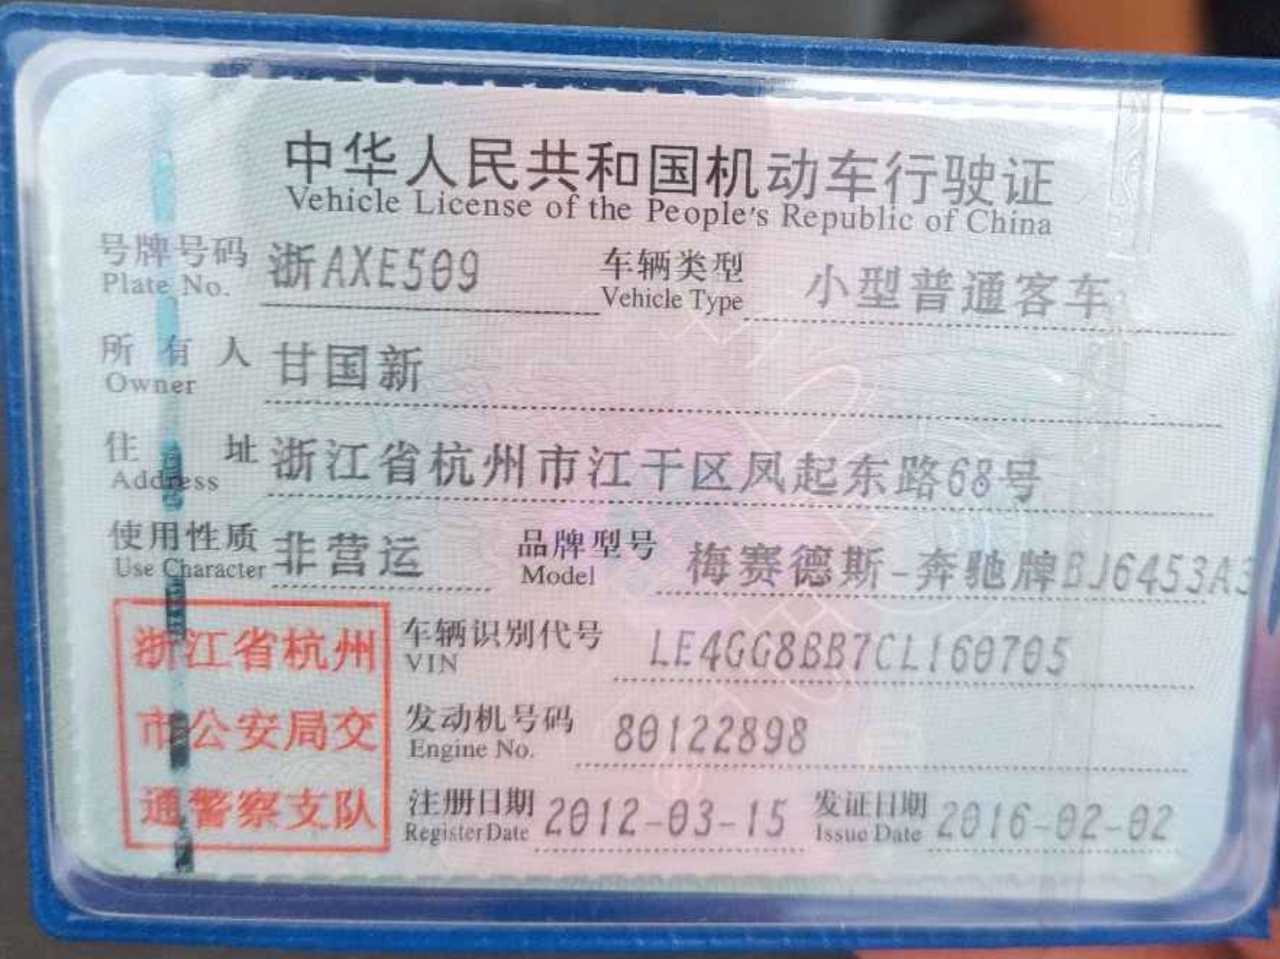 中华人民共和国机动车行驶证
Vehicle License of the People's Republic of China
号牌号码 浙AXE509 车辆类型 小型普通客车
Plate No. Vehicle Type
所有人 甘国新
Owner
住址 浙江省杭州市江干区凤起东路68号
Address
使用性质 非营运 品牌型号 梅赛德斯-奔驰牌BJ6453A3
Use Character Model
浙江省杭州
市公安局交
通警察支队
车辆识别代号 LE4GG8BB7CL160705
VIN
发动机号码 80122898
Engine No.
注册日期 2012-03-15 发证日期 2016-02-02
Register Date Issue Date